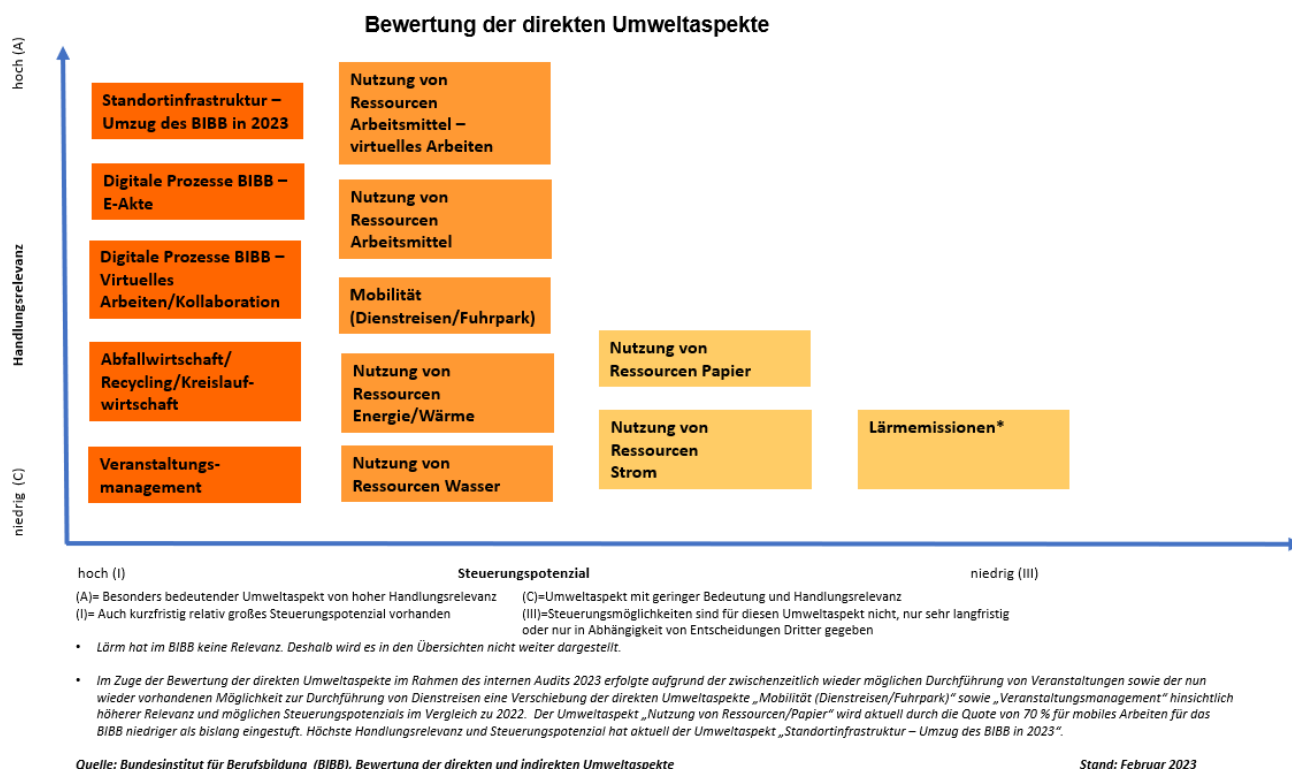 Bewertung der direkten Umweltaspekte
hoch (A)
Handlungsrelevanz
niedrig (C)
Standortinfrastruktur –
Umzug des BIBB in 2023
Digitale Prozesse BIBB –
E-Akte
Digitale Prozesse BIBB –
Virtuelles
Arbeiten/Kollaboration
Abfallwirtschaft/
Recycling/Kreislauf-
wirtschaft
Veranstaltungs-
management
Nutzung von
Ressourcen
Arbeitsmittel –
virtuelles Arbeiten
Nutzung von
Ressourcen
Arbeitsmittel
Mobilität
(Dienstreisen/Fuhrpark)
Nutzung von
Ressourcen
Energie/Wärme
Nutzung von
Ressourcen Wasser
Nutzung von
Ressourcen Papier
Nutzung von
Ressourcen
Strom
Lärmemissionen*
hoch (I)
Steuerungspotenzial
niedrig (III)
(A)= Besonders bedeutender Umweltaspekt von hoher Handlungsrelevanz
(I)= Auch kurzfristig relativ großes Steuerungspotenzial vorhanden
(C)=Umweltaspekt mit geringer Bedeutung und Handlungsrelevanz
(III)=Steuerungsmöglichkeiten sind für diesen Umweltaspekt nicht, nur sehr langfristig
oder nur in Abhängigkeit von Entscheidungen Dritter gegeben
• Lärm hat im BIBB keine Relevanz. Deshalb wird es in den Übersichten nicht weiter dargestellt.
• Im Zuge der Bewertung der direkten Umweltaspekte im Rahmen des internen Audits 2023 erfolgte aufgrund der zwischenzeitlich wieder möglichen Durchführung von Veranstaltungen sowie der nun
wieder vorhandenen Möglichkeit zur Durchführung von Dienstreisen eine Verschiebung der direkten Umweltaspekte „Mobilität (Dienstreisen/Fuhrpark)“ sowie „Veranstaltungsmanagement“ hinsichtlich
höherer Relevanz und möglichen Steuerungspotenzials im Vergleich zu 2022. Der Umweltaspekt „Nutzung von Ressourcen/Papier“ wird aktuell durch die Quote von 70 % für mobiles Arbeiten für das
BIBB niedriger als bislang eingestuft. Höchste Handlungsrelevanz und Steuerungspotenzial hat aktuell der Umweltaspekt „Standortinfrastruktur – Umzug des BIBB in 2023“.
Quelle: Bundesinstitut für Berufsbildung (BIBB), Bewertung der direkten und indirekten Umweltaspekte
Stand: Februar 2023